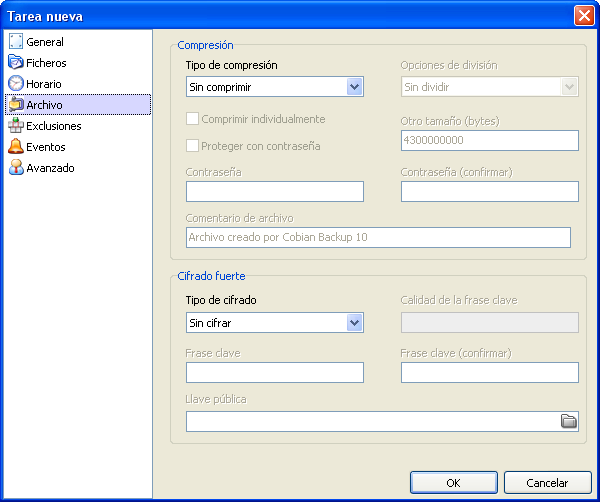 Tarea nueva
General
Ficheros
Horario
Archivo
Exclusiones
Eventos
Avanzado
Compresión
Tipo de compresión
Opciones de división
Sin comprimir
Sin dividir
Comprimir individualmente
Otro tamaño (bytes)
4300000000
Proteger con contraseña
Contraseña
Contraseña (confirmar)
Comentario de archivo
Archivo creado por Cobian Backup 10
Cifrado fuerte
Tipo de cifrado
Calidad de la frase clave
Sin cifrar
Frase clave
Frase clave (confirmar)
Llave pública
OK
Cancelar